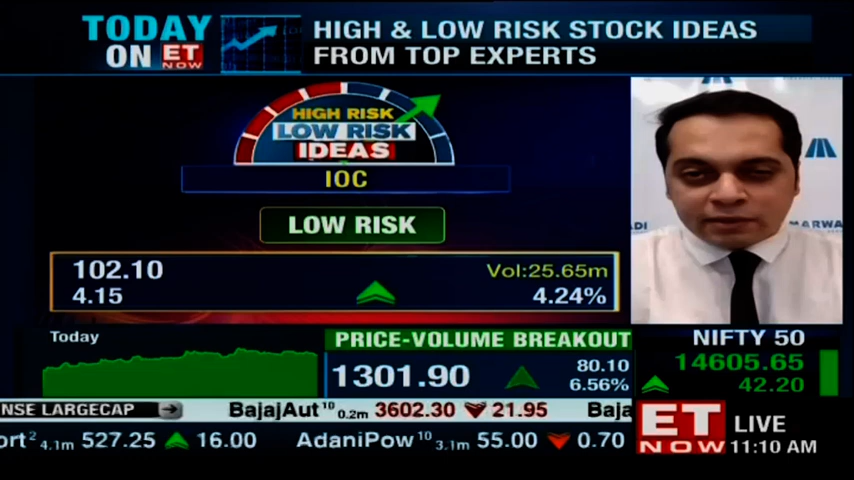 TODAY
ON ET
NOW
HIGH & LOW RISK STOCK IDEAS
FROM TOP EXPERTS
HIGH RISK
LOW RISK
IDEAS
IOC
LOW RISK
102.10
Vol:25.65m
4.15
4.24%
ADI
MARWA
Today
PRICE-VOLUME BREAKOUT
1301.90
80.10
6.56%
NIFTY 50
14605.65
42.20
NSE LARGECAP
BajajAut 10 0.2m 3602.30 21.95 Baja
ort 2 4.1m 527.25 16.00 AdaniPow 10 3.1m 55.00 0.70
ET
NOW
LIVE
11:10 AM